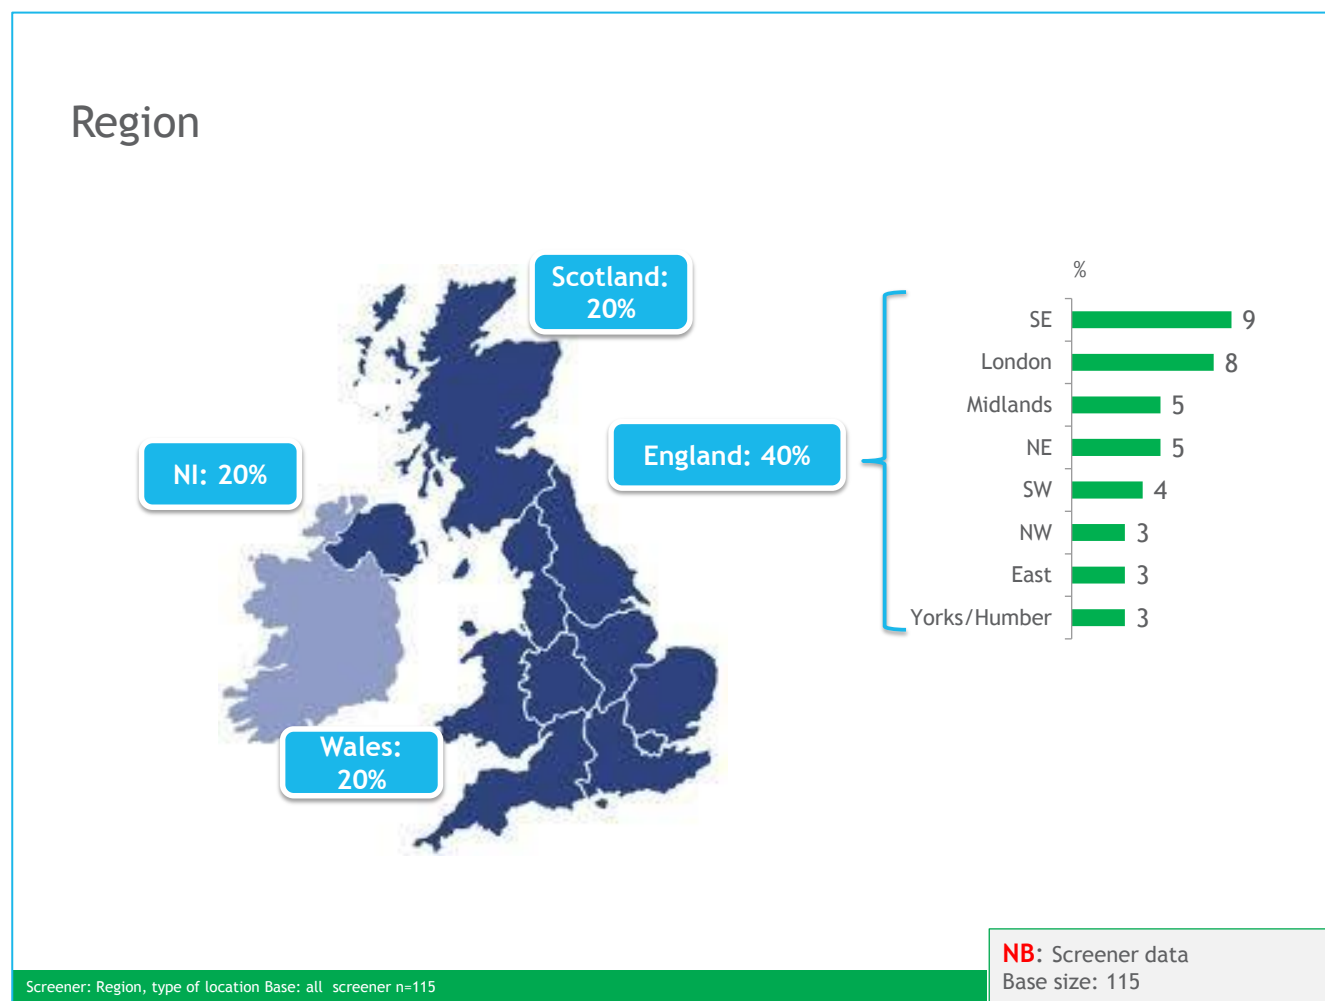 Region
Scotland:
20%
NI: 20%
England: 40%
Wales:
20%
%
SE 9
London 8
Midlands 5
NE 5
SW 4
NW 3
East 3
Yorks/Humber 3
NB: Screener data
Base size: 115
Screener: Region, type of location Base: all screener n=115